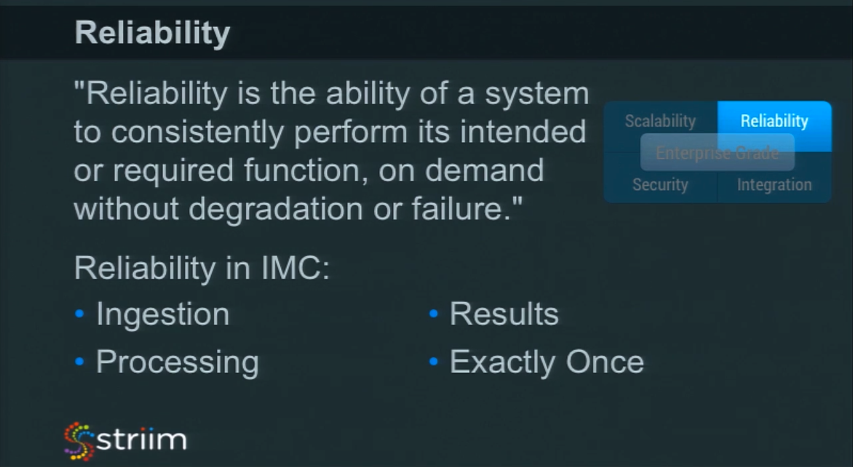 Reliability
"Reliability is the ability of a system
to consistently perform its intended
or required function, on demand
without degradation or failure."
Scalability
Reliability
Enterprise Grade
Security
Integration
Reliability in IMC:
• Ingestion
• Results
• Processing
• Exactly Once
striim